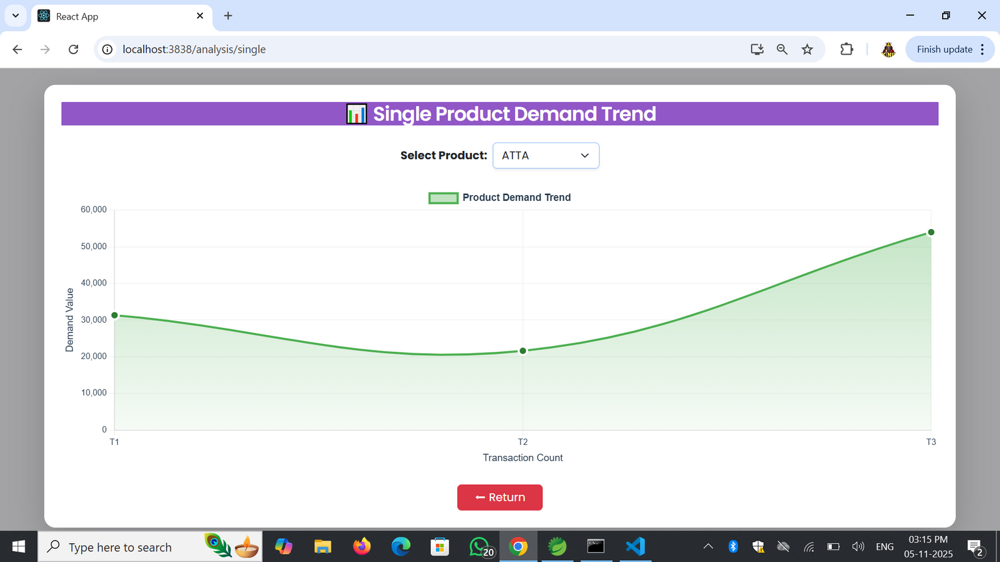 React App
localhost:3838/analysis/single
Finish update
Single Product Demand Trend
Select Product: ATTA
Product Demand Trend
60,000
50,000
40,000
30,000
20,000
10,000
0
Demand Value
T1 T2 T3
Transaction Count
← Return
Type here to search
20
ENG
03:15 PM
05-11-2025
2